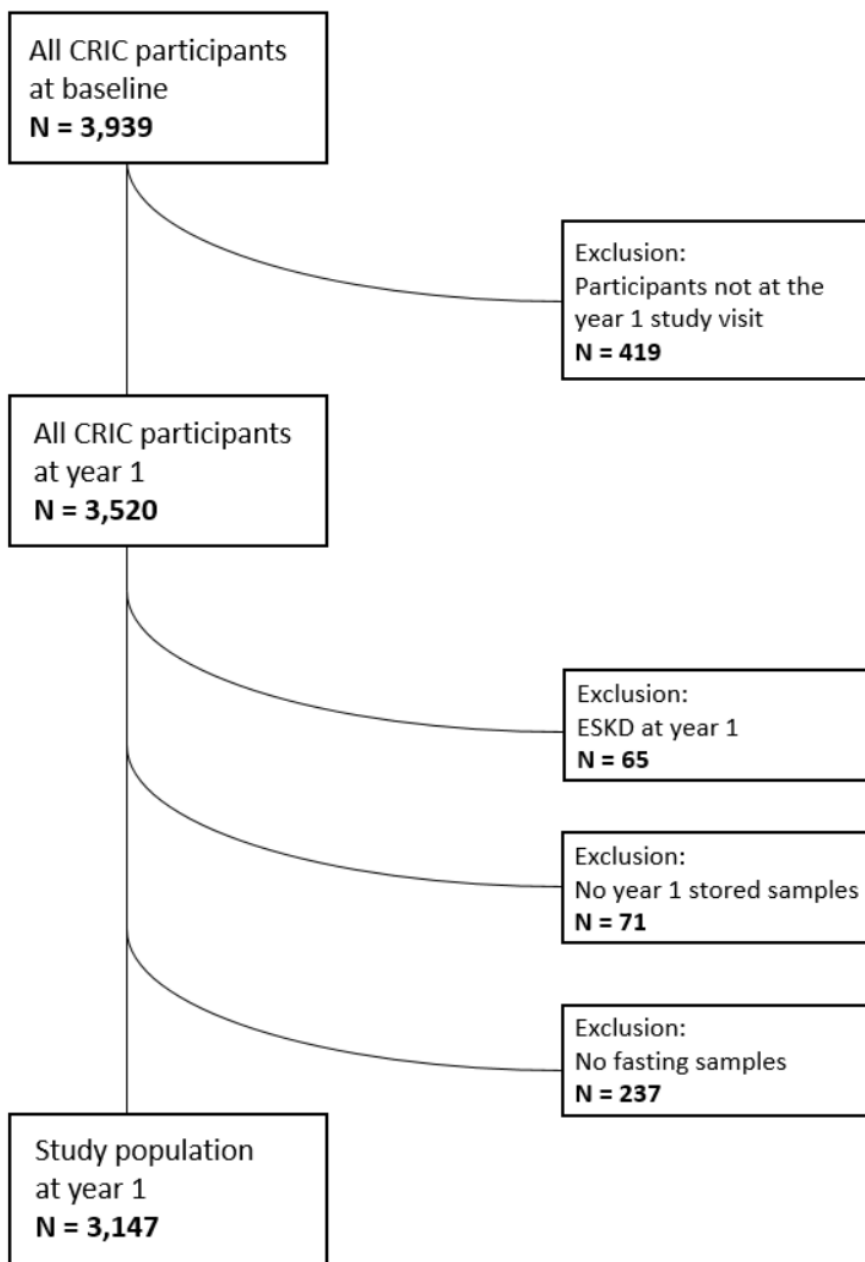 All CRIC participants
at baseline
N = 3,939
Exclusion:
Participants not at the
year 1 study visit
N = 419
All CRIC participants
at year 1
N = 3,520
Exclusion:
ESKD at year 1
N = 65
Exclusion:
No year 1 stored samples
N = 71
Exclusion:
No fasting samples
N = 237
Study population
at year 1
N = 3,147